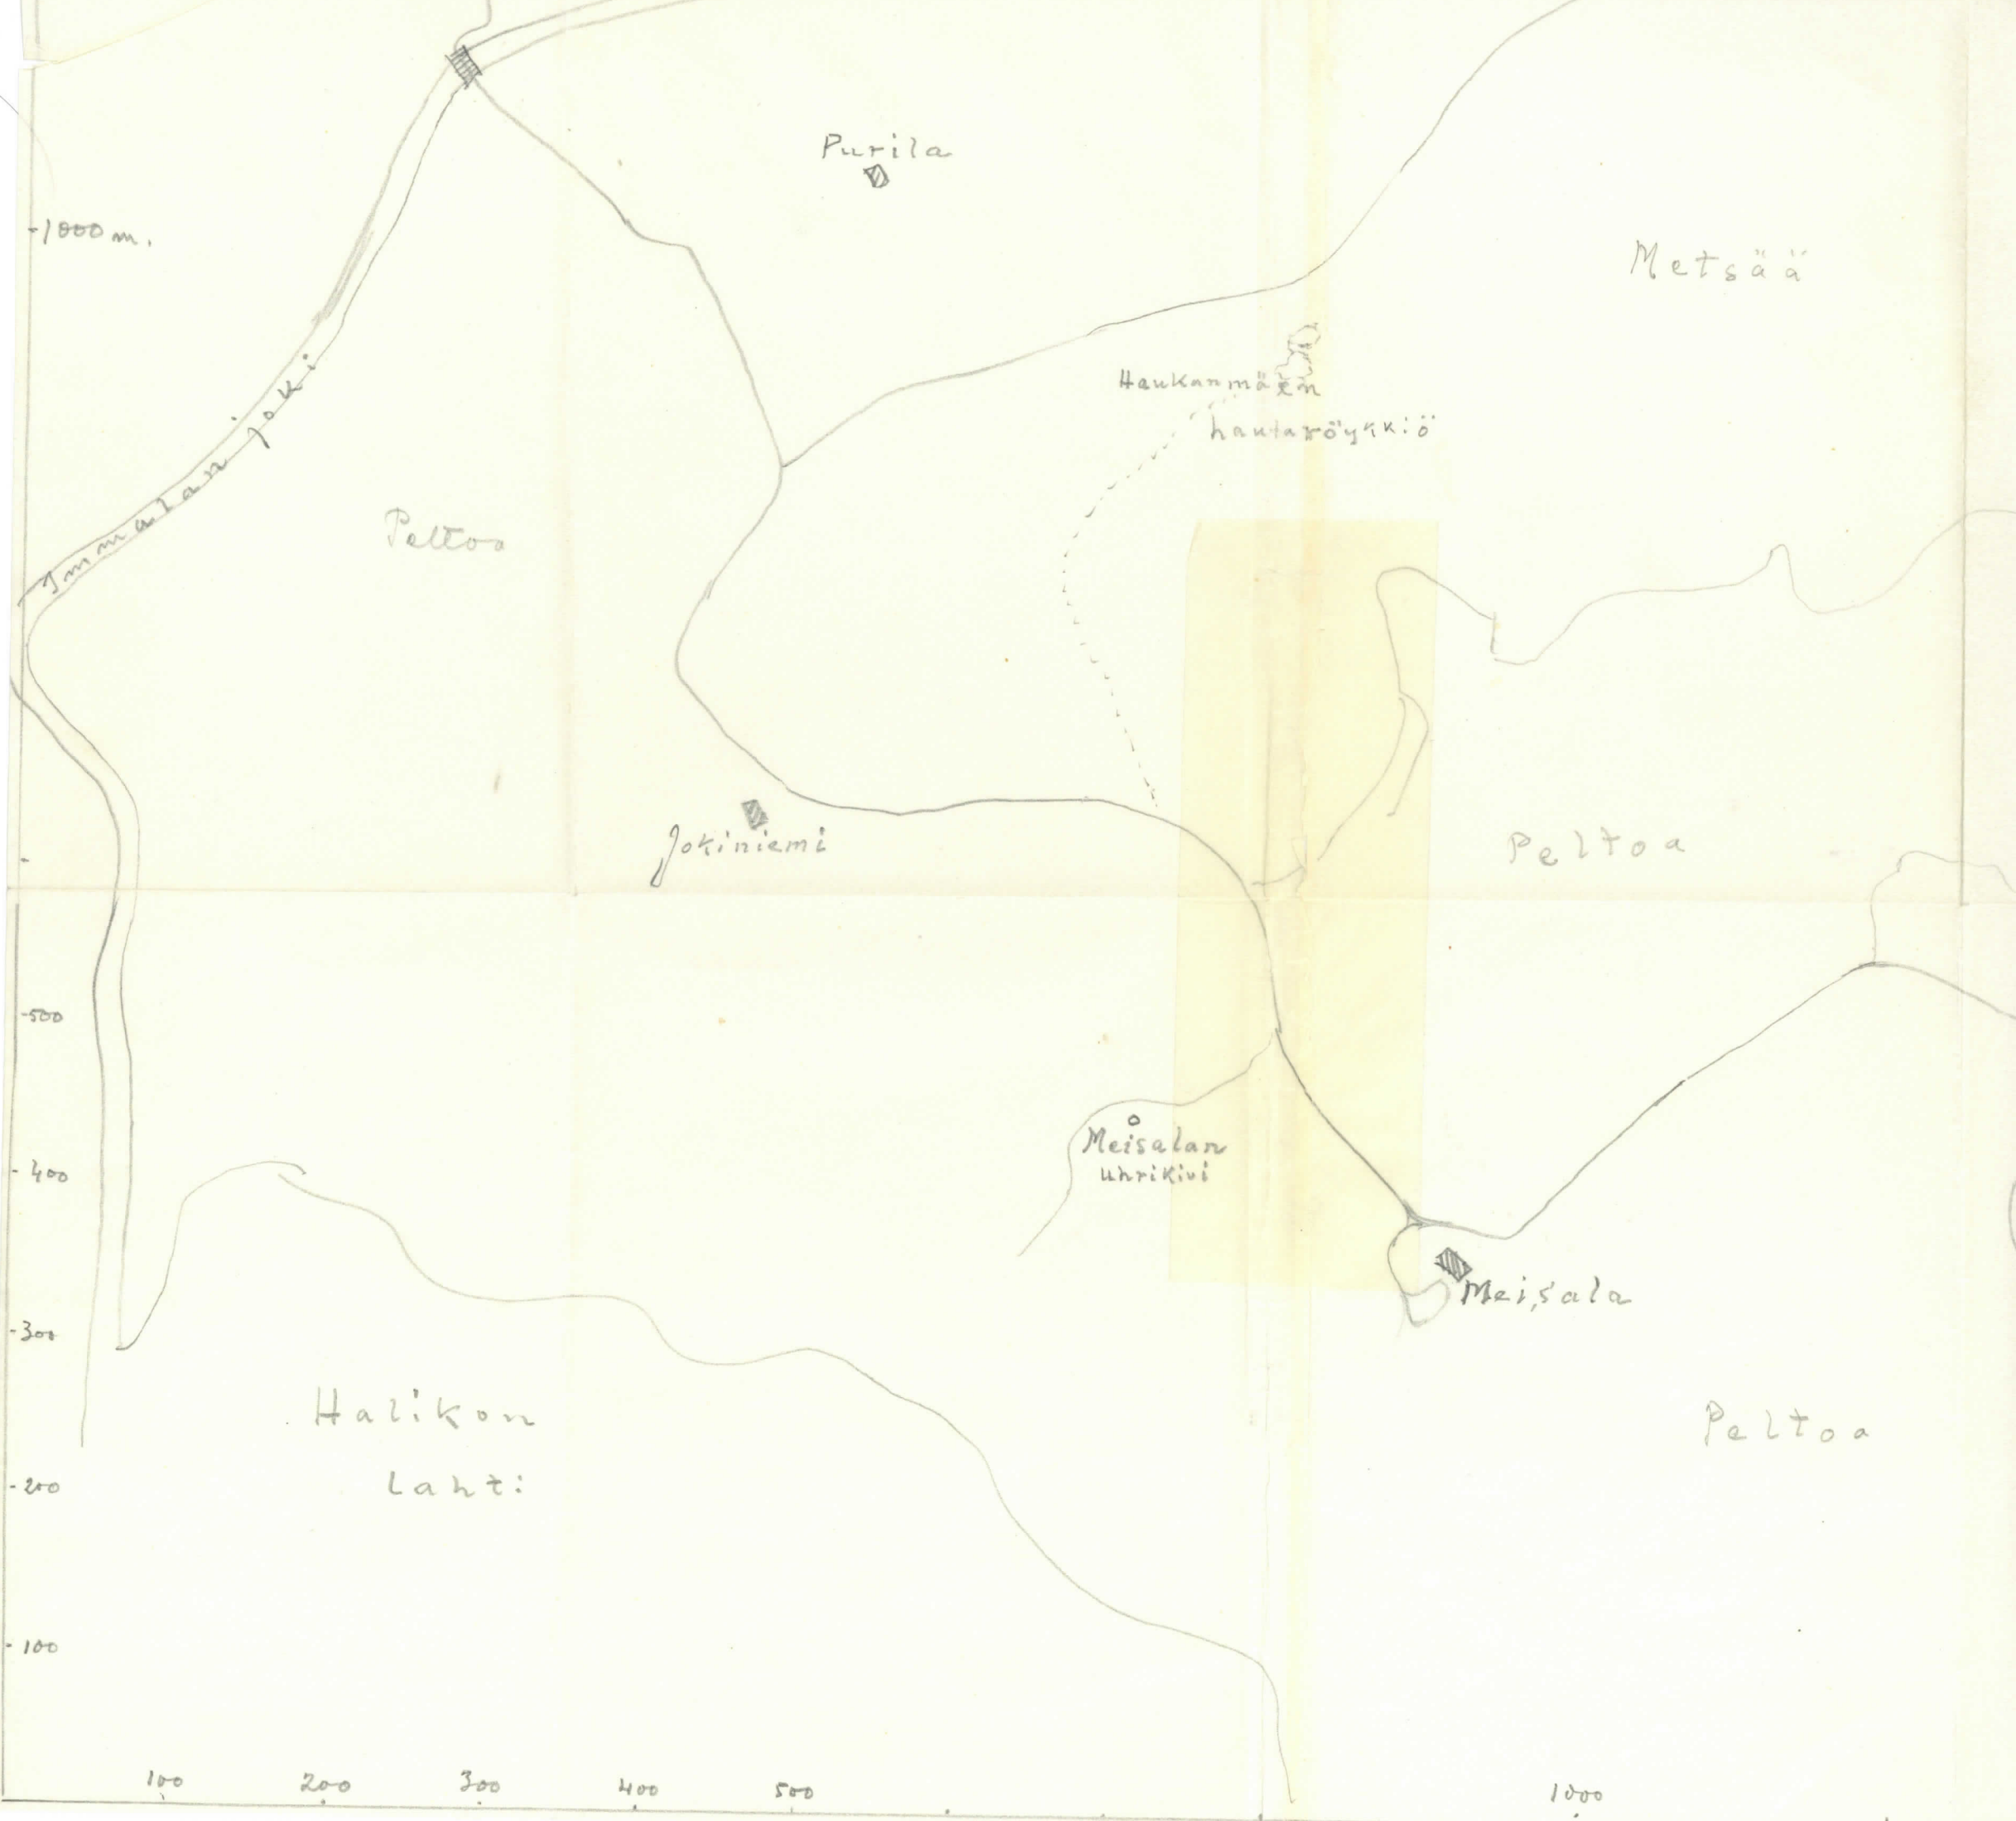 Purila
1000 m.
Metsää
Immalan joki
Haukanmäen
hautaröykkiö
Peltoa
Jokiniemi
Peltoa
500
Meisalan
uhrikivi
400
Meisala
300
Halikon
Lahti
Peltoa
200
100
100 200 300 400 500 1000